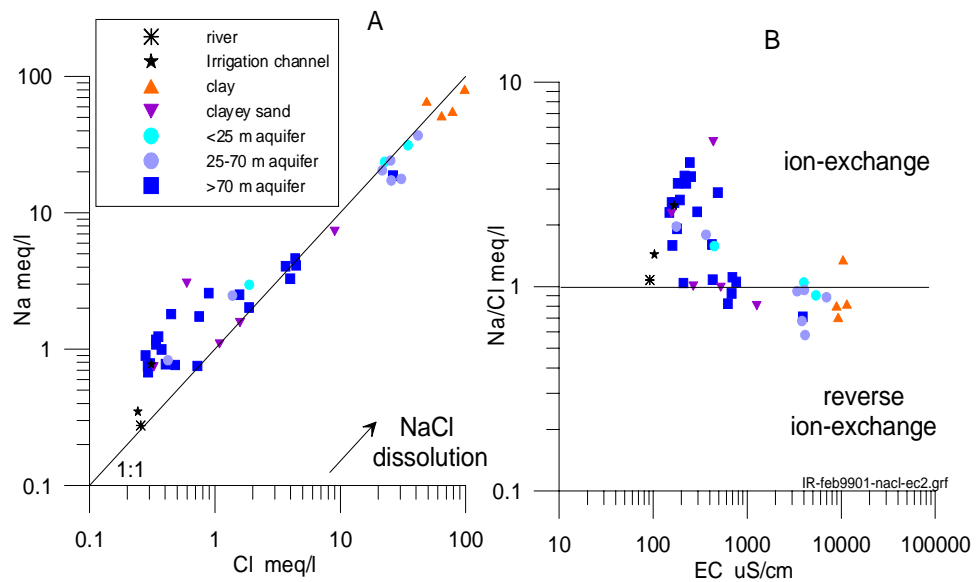 A
river
Irrigation channel
clay
clayey sand
<25 m aquifer
25-70 m aquifer
>70 m aquifer
100
10
1
0.1
Na meq/l
1:1
NaCl
dissolution
0.1
1
10
100
Cl meq/l
B
10
1
0.1
Na/Cl meq/l
ion-exchange
reverse
ion-exchange
IR-feb9901-nacl-ec2.grf
10
100
1000
10000
100000
EC uS/cm